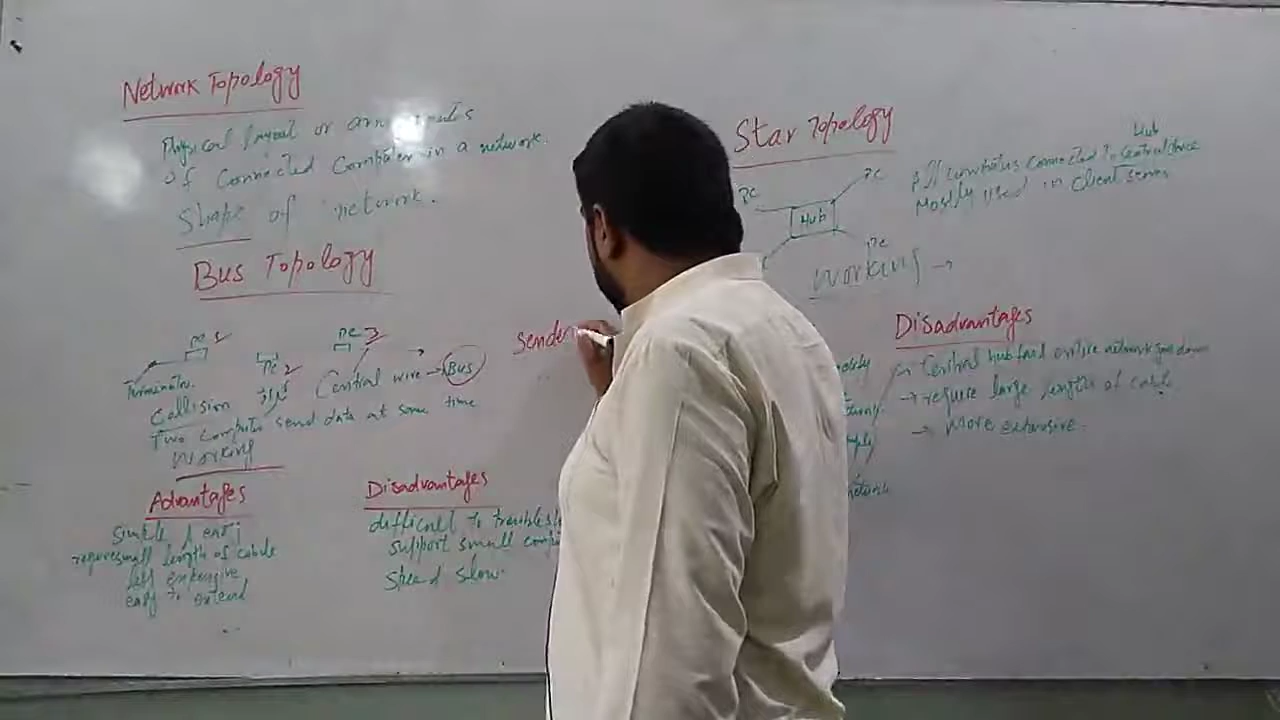 Network Topology
Physical layout or
of Connected Computer in a network.
Shape of network.
Bus Topology
PC 1
PC 3
PC 2
Terminator
Central wire → Bus
Collision
Two Computer send data at same time
Working
Advantages
Simple & easy
require small length of cable
less expensive
easy to extend
Disadvantages
difficult to
support small
speed slow.
Sender
Star Topology
PC
PC
Hub
PC
Hub
All computers connected to Central device
Mostly used in client server
Working →
Disadvantages
→ Central hub fail entire network goes down
→ require large length of cable
→ More expensive.
network